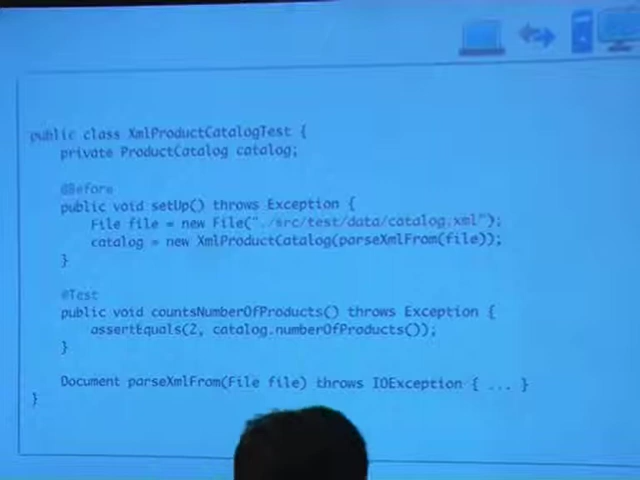 public class XmlProductCatalogTest {
private ProductCatalog catalog;
@Before
public void setUp() throws Exception {
File file = new File("./src/test/data/catalog.xml");
catalog = new XmlProductCatalog(parseXmlFrom(file));
}
@Test
public void countsNumberOfProducts() throws Exception {
assertEquals(2, catalog.numberOfProducts());
}
Document parseXmlFrom(File file) throws IOException { ... }
}